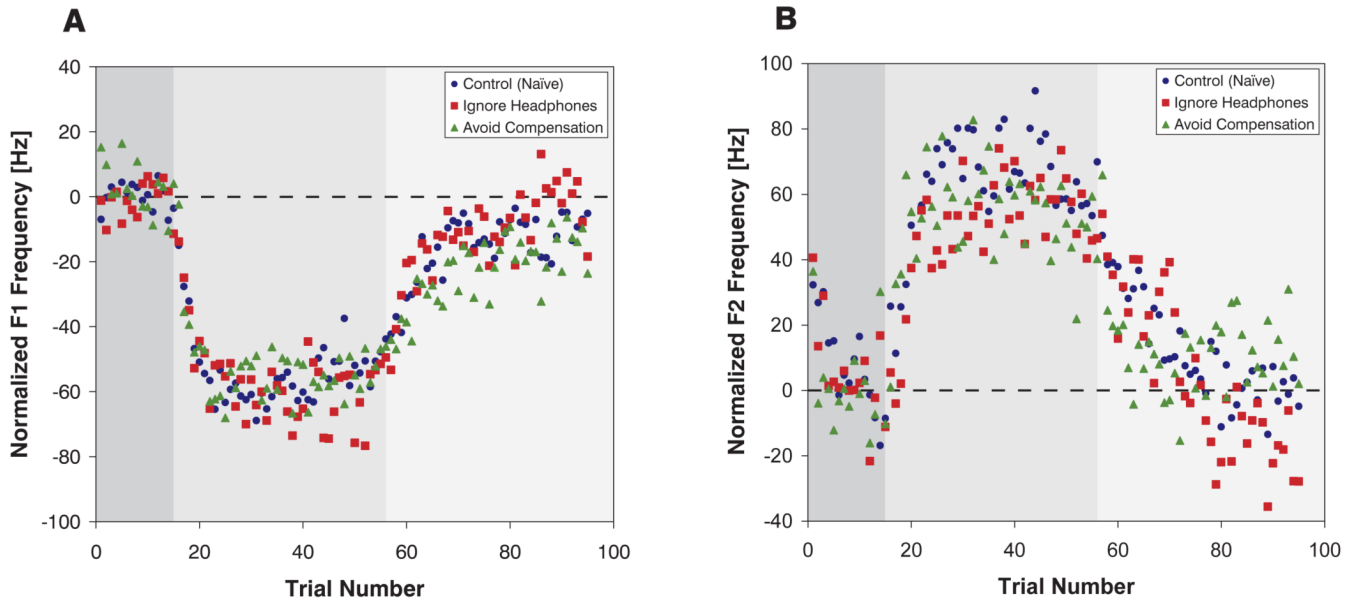 A
Normalized F1 Frequency [Hz]
40
20
0
-20
-40
-60
-80
-100
Control (Naïve)
Ignore Headphones
Avoid Compensation
0
20
40
60
80
100
Trial Number
B
Normalized F2 Frequency [Hz]
100
80
60
40
20
0
-20
-40
Control (Naïve)
Ignore Headphones
Avoid Compensation
0
20
40
60
80
100
Trial Number